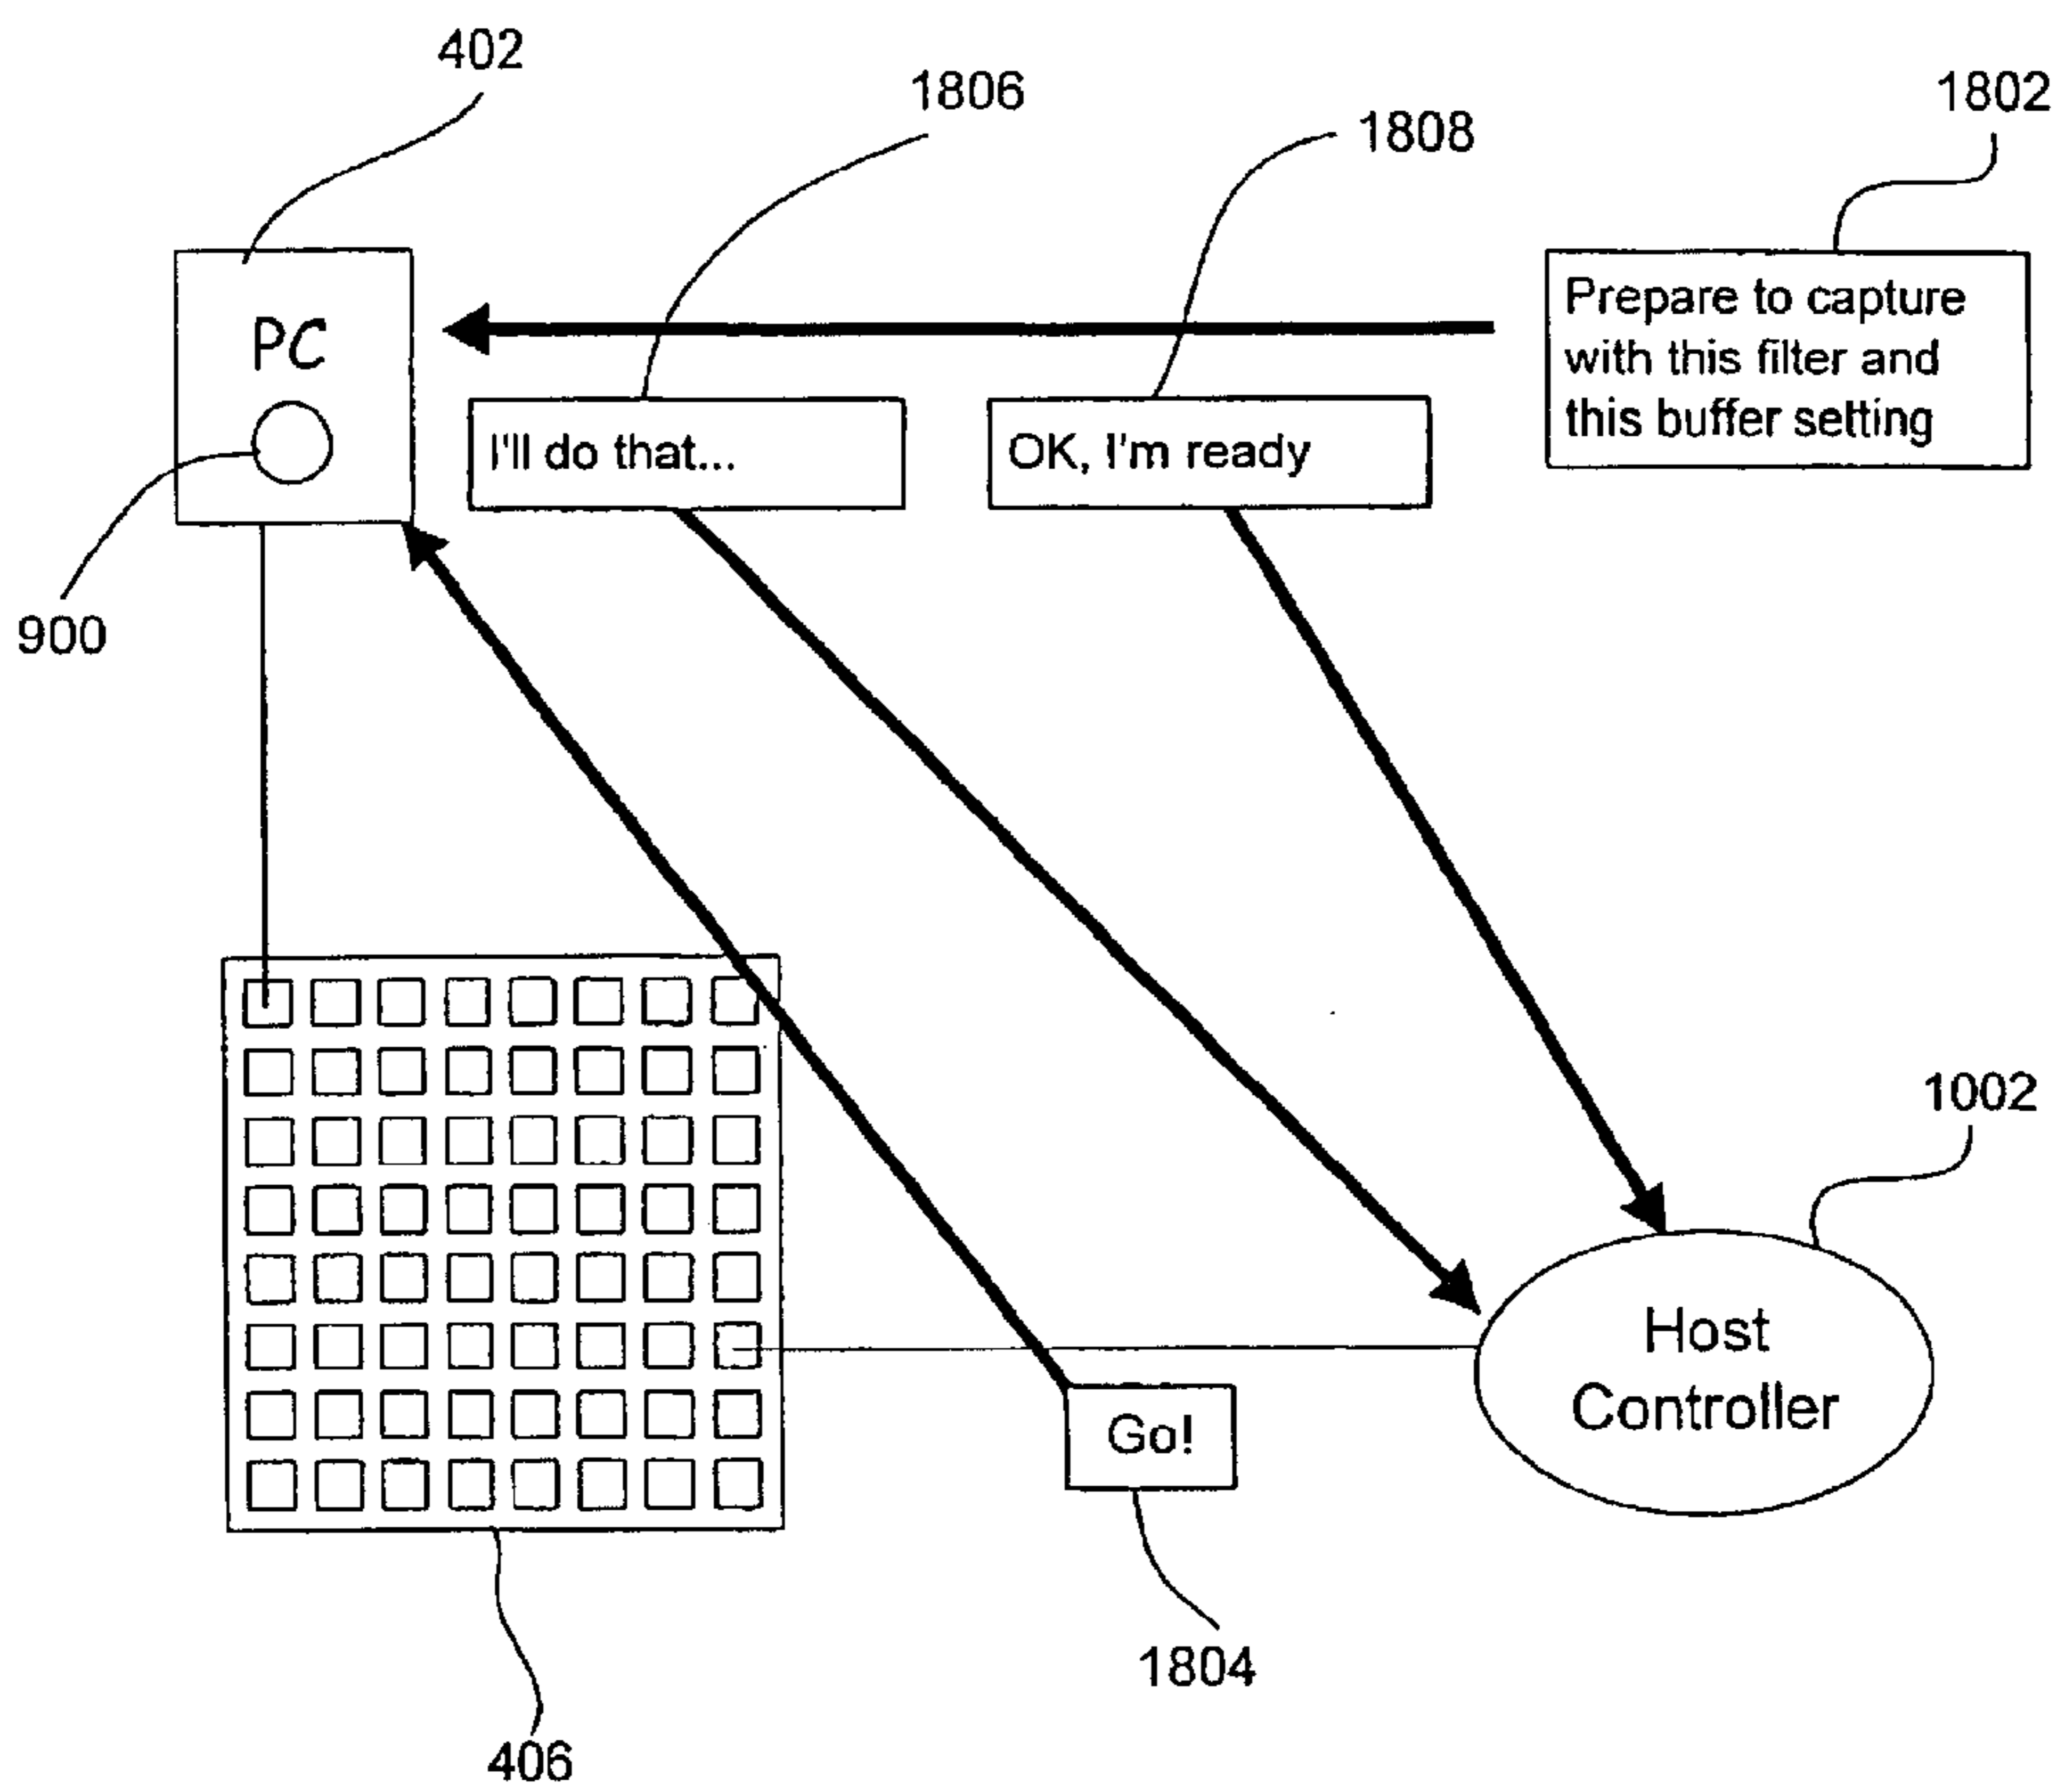 402
1806
1808
1802
PC
Prepare to capture
with this filter and
this buffer setting
I'll do that...
OK, I'm ready
900
1002
Host
Controller
Go!
1804
406